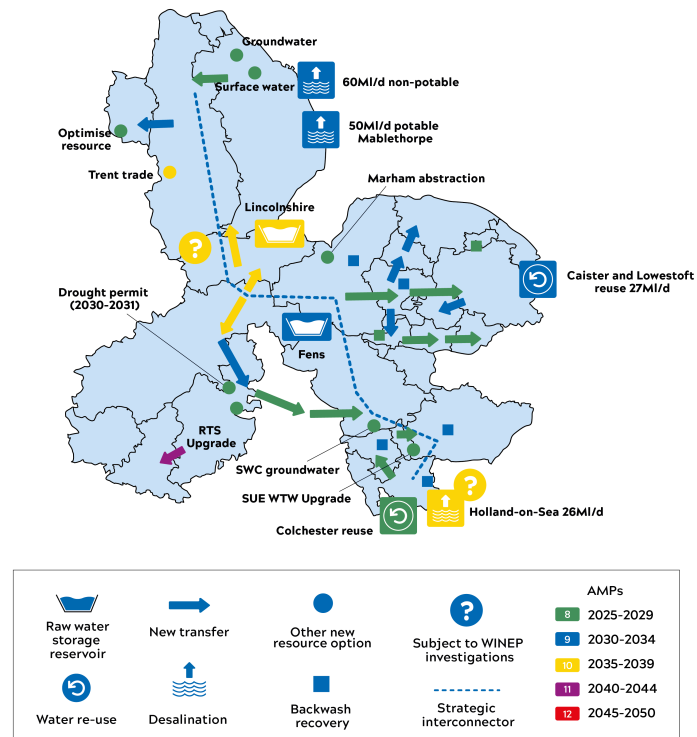 Groundwater
Surface water
60Ml/d non-potable
50Ml/d potable
Mablethorpe
Optimise
resource
Trent trade
Marham abstraction
Lincolnshire
?
Caister and Lowestoft
reuse 27Ml/d
Drought permit
(2030-2031)
Fens
RTS
Upgrade
SWC groundwater
SUE WTW Upgrade
?
Holland-on-Sea 26Ml/d
Colchester reuse
Raw water
storage
reservoir
New transfer
Other new
resource option
?
Subject to WINEP
investigations
Water re-use
Desalination
Backwash
recovery
Strategic
interconnector
AMPs
8 2025-2029
9 2030-2034
10 2035-2039
11 2040-2044
12 2045-2050